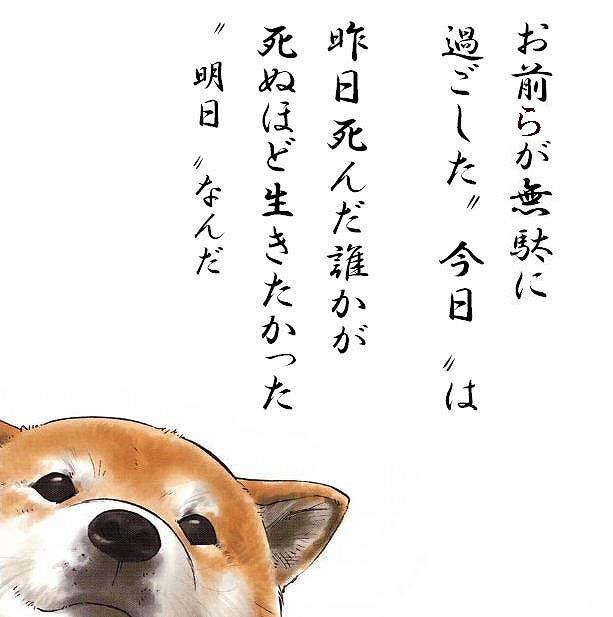 お前らが無駄に
過ごした〝今日〟は
昨日死んだ誰かが
死ぬほど生きたかった
〝明日〟なんだ